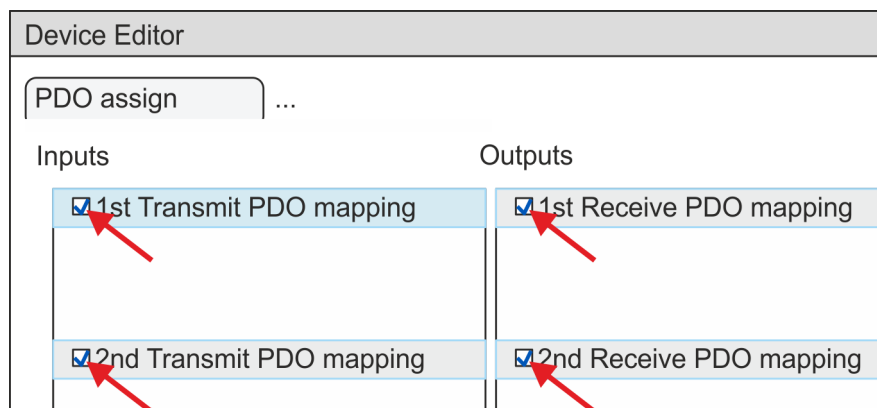 Device Editor
PDO assign ...
Inputs
Outputs
1st Transmit PDO mapping
1st Receive PDO mapping
2nd Transmit PDO mapping
2nd Receive PDO mapping